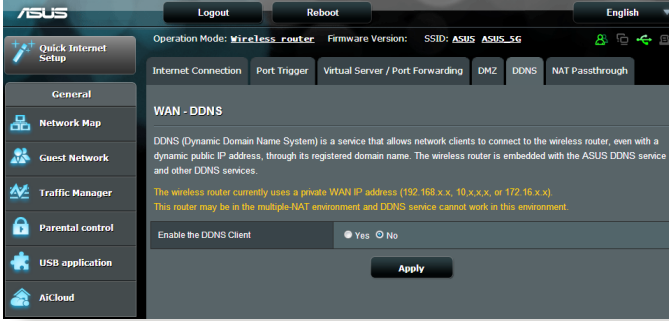 ASUS
Logout
Reboot
English
Quick Internet
Setup
Operation Mode: Wireless router Firmware Version: SSID: ASUS ASUS_5G
Internet Connection
Port Trigger
Virtual Server / Port Forwarding
DMZ
DDNS
NAT Passthrough
General
Network Map
Guest Network
Traffic Manager
Parental control
USB application
AiCloud
WAN - DDNS
DDNS (Dynamic Domain Name System) is a service that allows network clients to connect to the wireless router, even with a
dynamic public IP address, through its registered domain name. The wireless router is embedded with the ASUS DDNS service
and other DDNS services.
The wireless router currently uses a private WAN IP address (192.168.x.x, 10,x,x,x, or 172.16.x.x).
This router may be in the multiple-NAT environment and DDNS service cannot work in this environment.
Enable the DDNS Client
Yes No
Apply